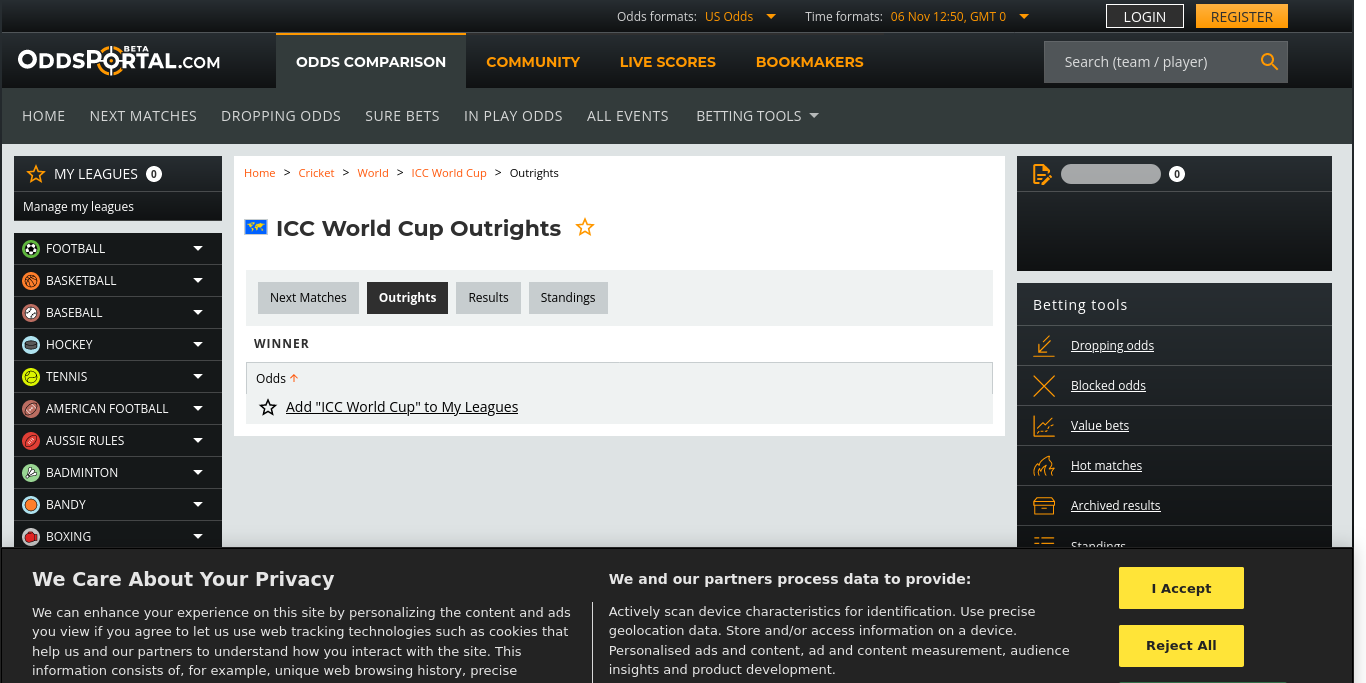 Odds formats: US Odds Time formats: 06 Nov 12:50, GMT 0 LOGIN REGISTER
ODDSPORTAL.COM BETA ODDS COMPARISON COMMUNITY LIVE SCORES BOOKMAKERS Search (team / player)
HOME NEXT MATCHES DROPPING ODDS SURE BETS IN PLAY ODDS ALL EVENTS BETTING TOOLS
MY LEAGUES 0
Manage my leagues
FOOTBALL
BASKETBALL
BASEBALL
HOCKEY
TENNIS
AMERICAN FOOTBALL
AUSSIE RULES
BADMINTON
BANDY
BOXING
Home > Cricket > World > ICC World Cup > Outrights
ICC World Cup Outrights
Next Matches Outrights Results Standings
WINNER
Odds
Add "ICC World Cup" to My Leagues
0
Betting tools
Dropping odds
Blocked odds
Value bets
Hot matches
Archived results
Standings
We Care About Your Privacy
We can enhance your experience on this site by personalizing the content and ads
you view if you agree to let us use web tracking technologies such as cookies that
help us and our partners to understand how you interact with the site. This
information consists of, for example, unique web browsing history, precise
We and our partners process data to provide:
Actively scan device characteristics for identification. Use precise
geolocation data. Store and/or access information on a device.
Personalised ads and content, ad and content measurement, audience
insights and product development.
I Accept
Reject All